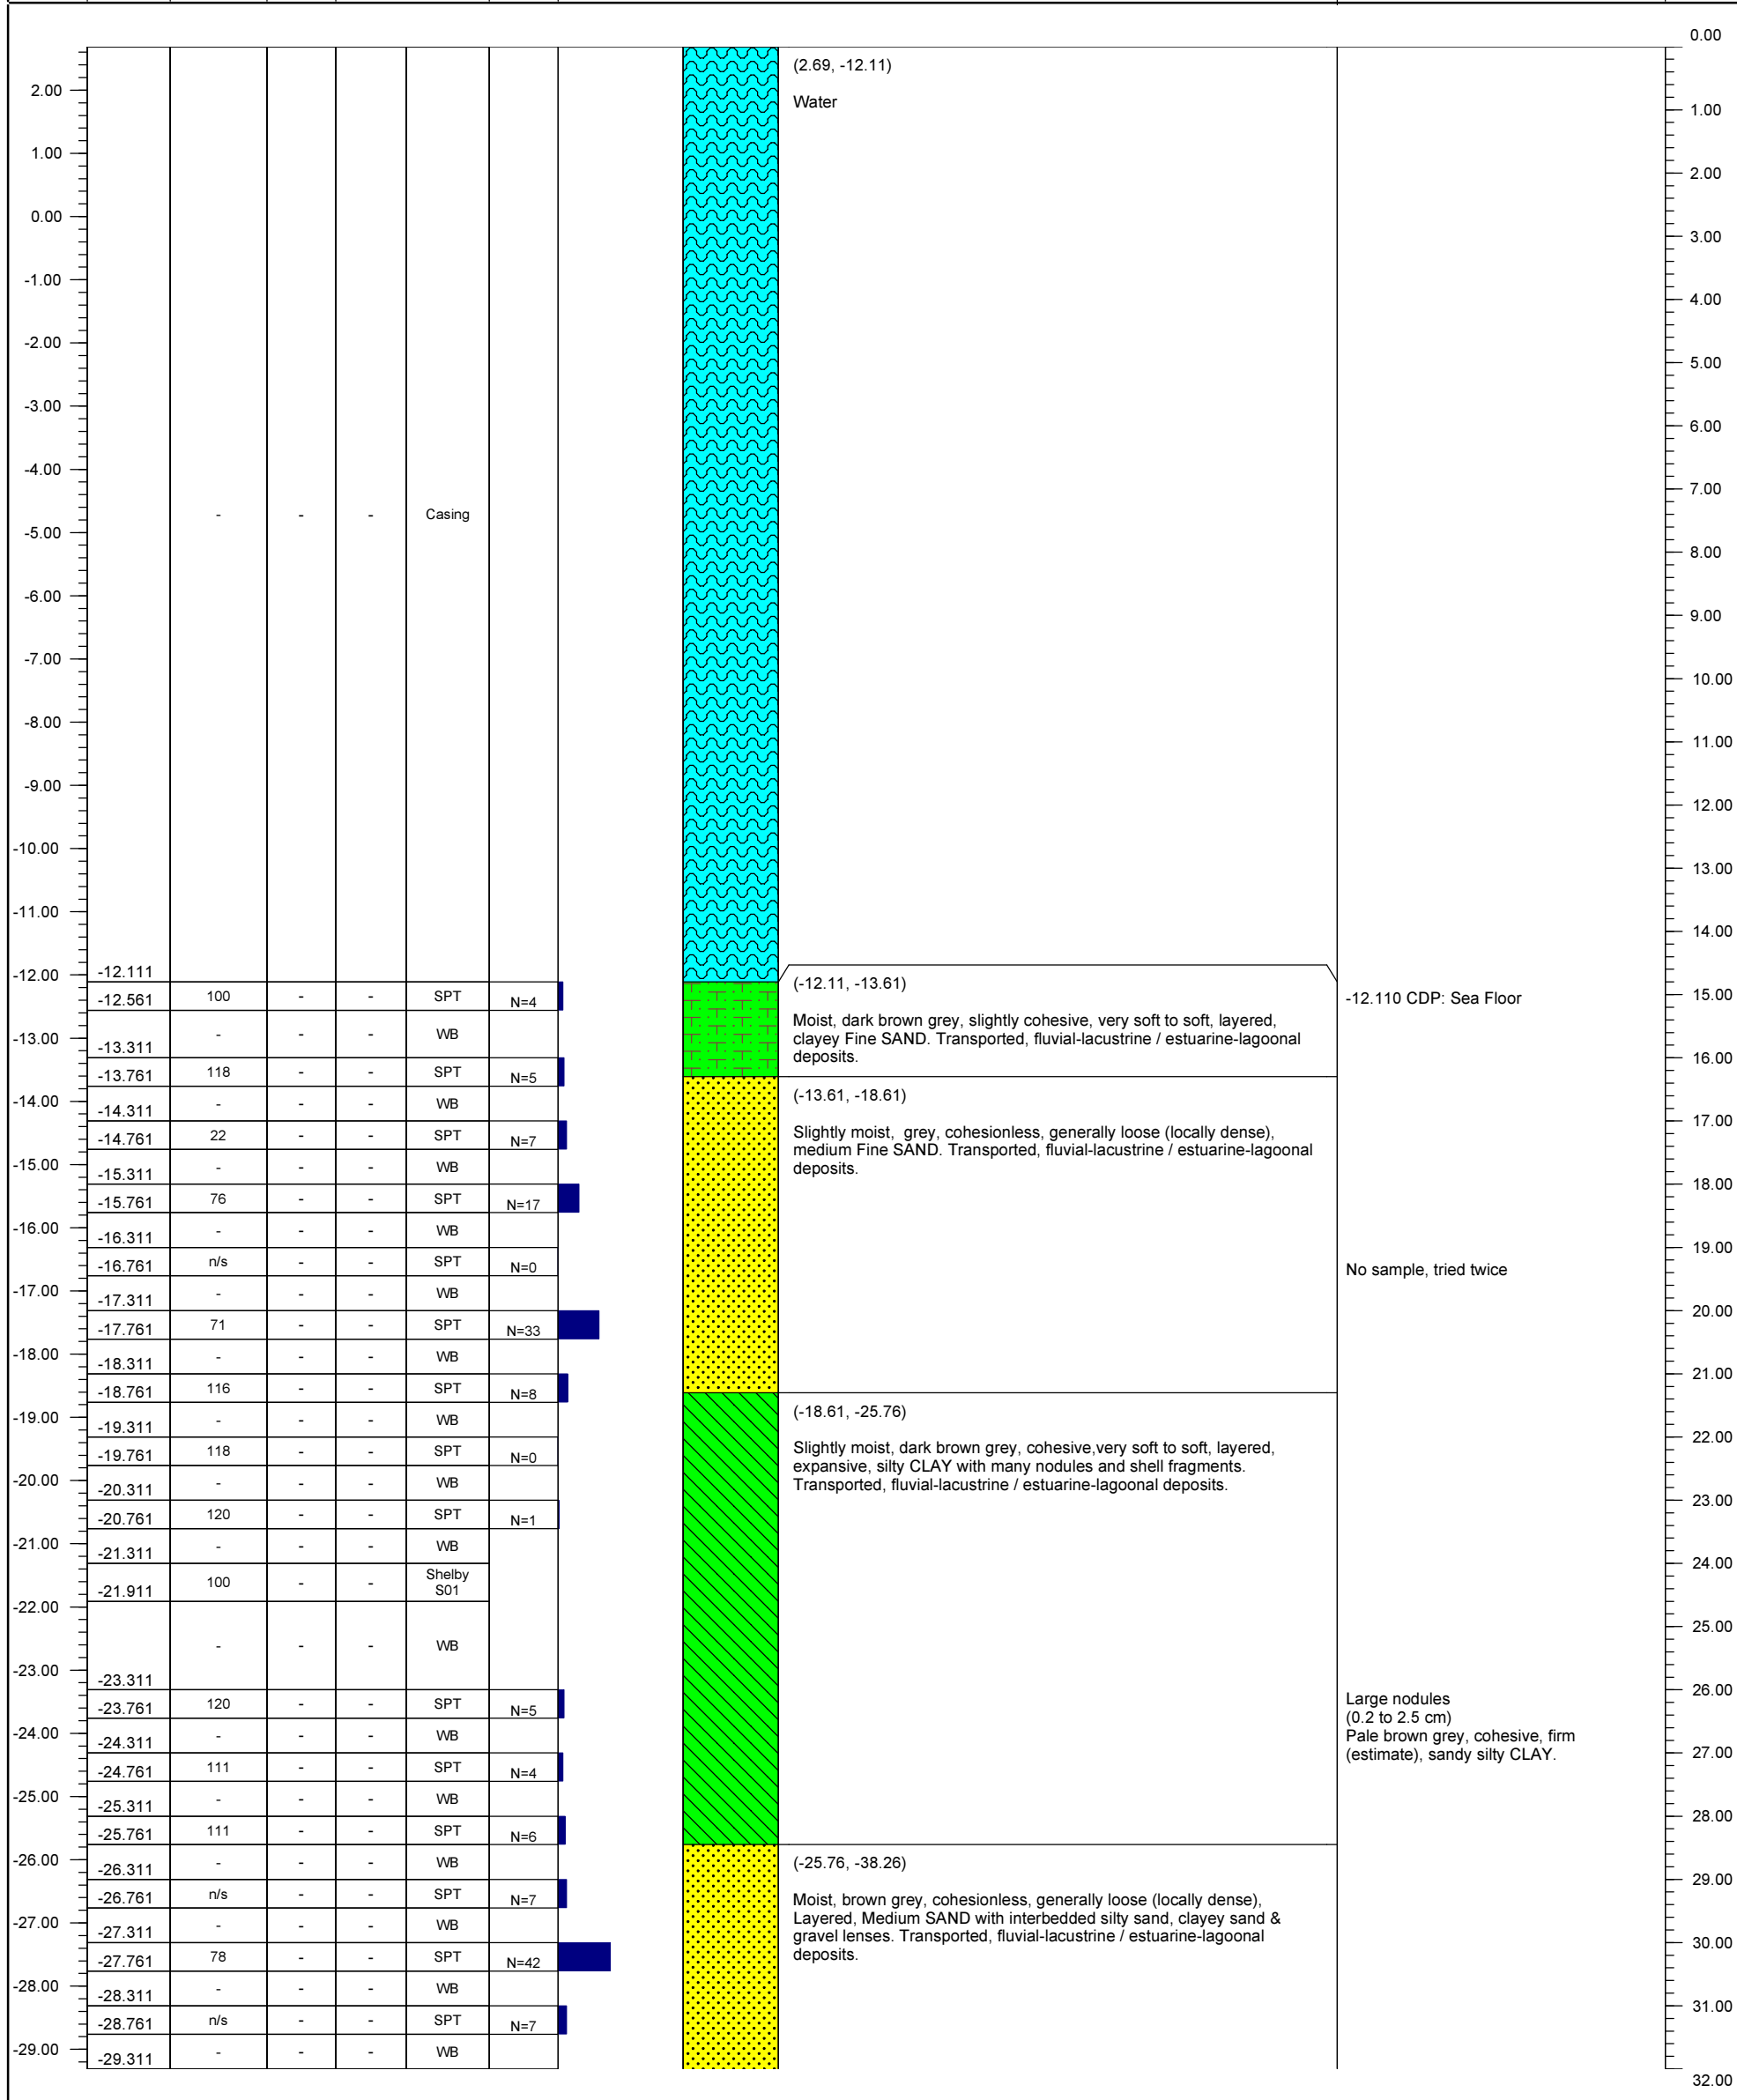 0.00
(2.69, -12.11)
2.00
Water
1.00
1.00
2.00
0.00
3.00
-1.00
4.00
-2.00
5.00
-3.00
6.00
-4.00
7.00
- - - Casing
-5.00
8.00
-6.00
9.00
-7.00
10.00
-8.00
11.00
-9.00
12.00
-10.00
13.00
-11.00
14.00
-12.00 -12.111
(-12.11, -13.61)
-12.561 100 - - SPT N=4
-12.110 CDP: Sea Floor
15.00
Moist, dark brown grey, slightly cohesive, very soft to soft, layered,
clayey Fine SAND. Transported, fluvial-lacustrine / estuarine-lagoonal
deposits.
-13.00 -13.311 - - - WB
16.00
-13.761 118 - - SPT N=5
(-13.61, -18.61)
-14.00 -14.311 - - - WB
17.00
Slightly moist, grey, cohesionless, generally loose (locally dense),
medium Fine SAND. Transported, fluvial-lacustrine / estuarine-lagoonal
deposits.
-14.761 22 - - SPT N=7
-15.00 -15.311 - - - WB
18.00
-15.761 76 - - SPT N=17
-16.00 -16.311 - - - WB
19.00
-16.761 n/s - - SPT N=0
No sample, tried twice
-17.00 -17.311 - - - WB
20.00
-17.761 71 - - SPT N=33
-18.00 -18.311 - - - WB
21.00
-18.761 116 - - SPT N=8
(-18.61, -25.76)
-19.00 -19.311 - - - WB
22.00
Slightly moist, dark brown grey, cohesive,very soft to soft, layered,
expansive, silty CLAY with many nodules and shell fragments.
Transported, fluvial-lacustrine / estuarine-lagoonal deposits.
-19.761 118 - - SPT N=0
-20.00 -20.311 - - - WB
23.00
-20.761 120 - - SPT N=1
-21.00 -21.311 - - - WB
24.00
-21.911 100 - - Shelby
S01
-22.00
25.00
- - - WB
-23.00 -23.311
26.00
-23.761 120 - - SPT N=5
Large nodules
(0.2 to 2.5 cm)
Pale brown grey, cohesive, firm
(estimate), sandy silty CLAY.
-24.00 -24.311 - - - WB
27.00
-24.761 111 - - SPT N=4
-25.00 -25.311 - - - WB
28.00
-25.761 111 - - SPT N=6
-26.00 -26.311 - - - WB
(-25.76, -38.26)
29.00
-26.761 n/s - - SPT N=7
Moist, brown grey, cohesionless, generally loose (locally dense),
Layered, Medium SAND with interbedded silty sand, clayey sand &
gravel lenses. Transported, fluvial-lacustrine / estuarine-lagoonal
deposits.
-27.00 -27.311 - - - WB
30.00
-27.761 78 - - SPT N=42
-28.00 -28.311 - - - WB
31.00
-28.761 n/s - - SPT N=7
-29.00 -29.311 - - - WB
32.00